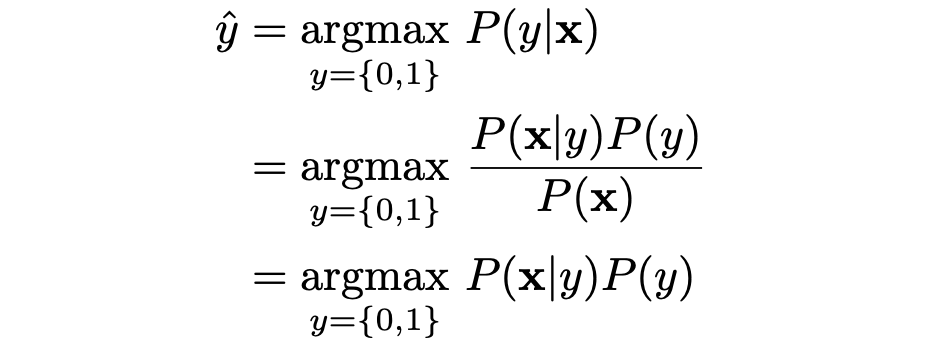 ŷ = argmax P(y|x)
y={0,1}
= argmax P(x|y)P(y) / P(x)
y={0,1}
= argmax P(x|y)P(y)
y={0,1}